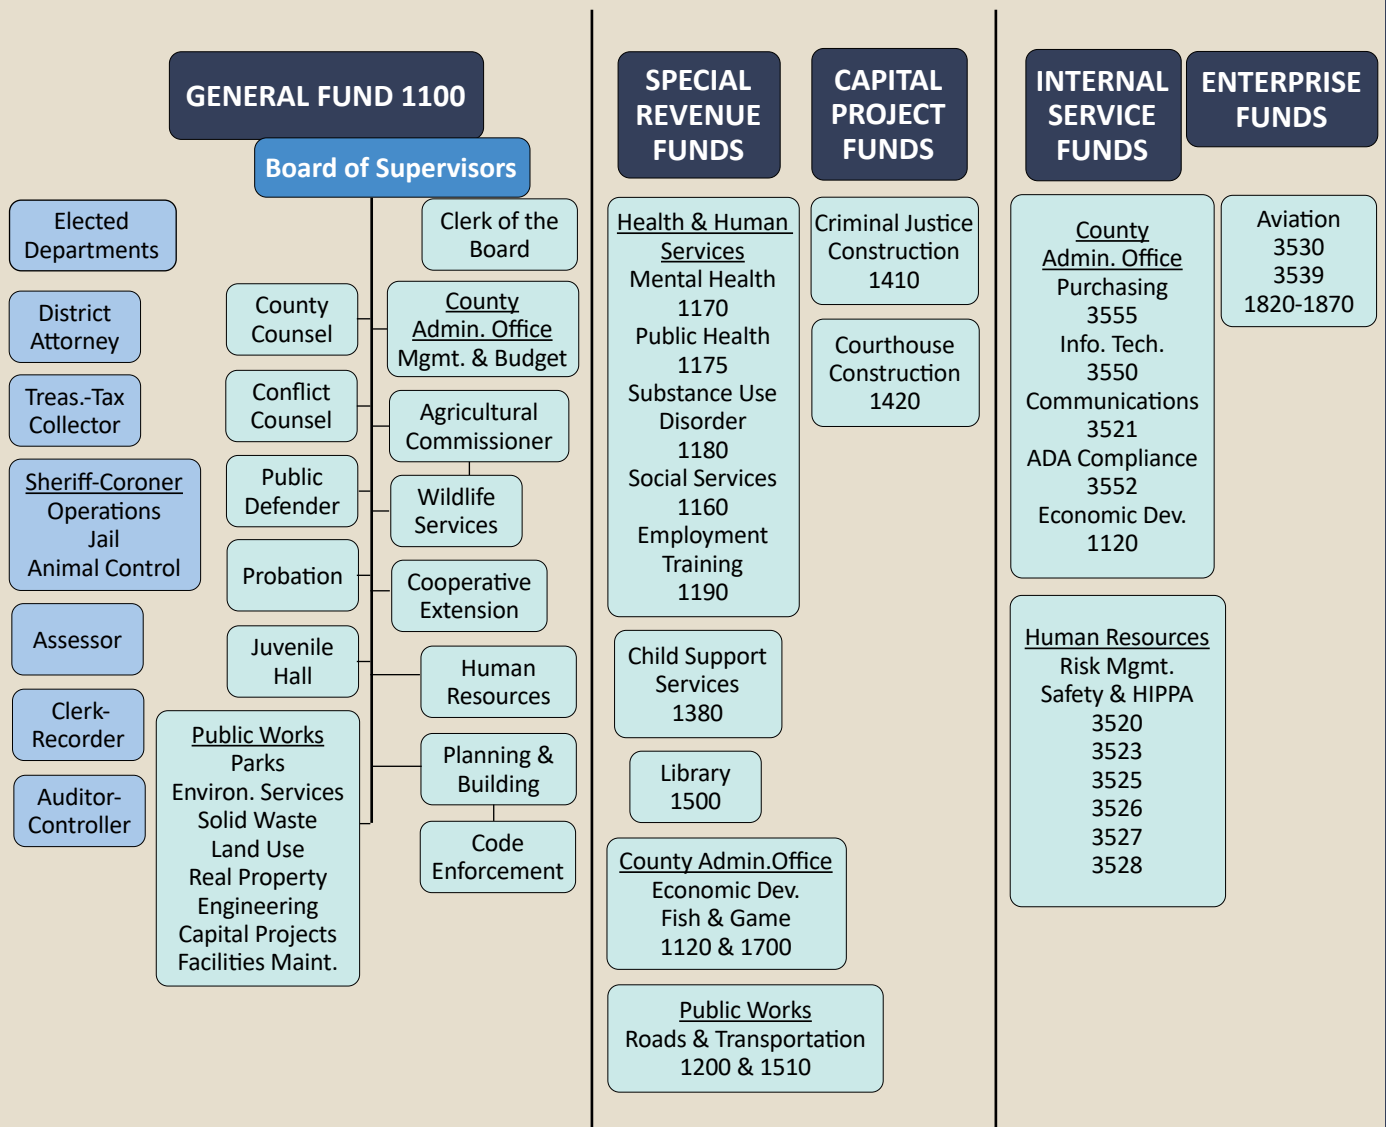 GENERAL FUND 1100
Board of Supervisors
Elected
Departments
District
Attorney
Treas.-Tax
Collector
Sheriff-Coroner
Operations
Jail
Animal Control
Assessor
Clerk-
Recorder
Auditor-
Controller
County
Counsel
Conflict
Counsel
Public
Defender
Probation
Juvenile
Hall
Public Works
Parks
Environ. Services
Solid Waste
Land Use
Real Property
Engineering
Capital Projects
Facilities Maint.
Clerk of the
Board
County
Admin. Office
Mgmt. & Budget
Agricultural
Commissioner
Wildlife
Services
Cooperative
Extension
Human
Resources
Planning &
Building
Code
Enforcement
SPECIAL
REVENUE
FUNDS
Health & Human
Services
Mental Health
1170
Public Health
1175
Substance Use
Disorder
1180
Social Services
1160
Employment
Training
1190
Child Support
Services
1380
Library
1500
County Admin.Office
Economic Dev.
Fish & Game
1120 & 1700
Public Works
Roads & Transportation
1200 & 1510
CAPITAL
PROJECT
FUNDS
Criminal Justice
Construction
1410
Courthouse
Construction
1420
INTERNAL
SERVICE
FUNDS
County
Admin. Office
Purchasing
3555
Info. Tech.
3550
Communications
3521
ADA Compliance
3552
Economic Dev.
1120
Human Resources
Risk Mgmt.
Safety & HIPPA
3520
3523
3525
3526
3527
3528
ENTERPRISE
FUNDS
Aviation
3530
3539
1820-1870